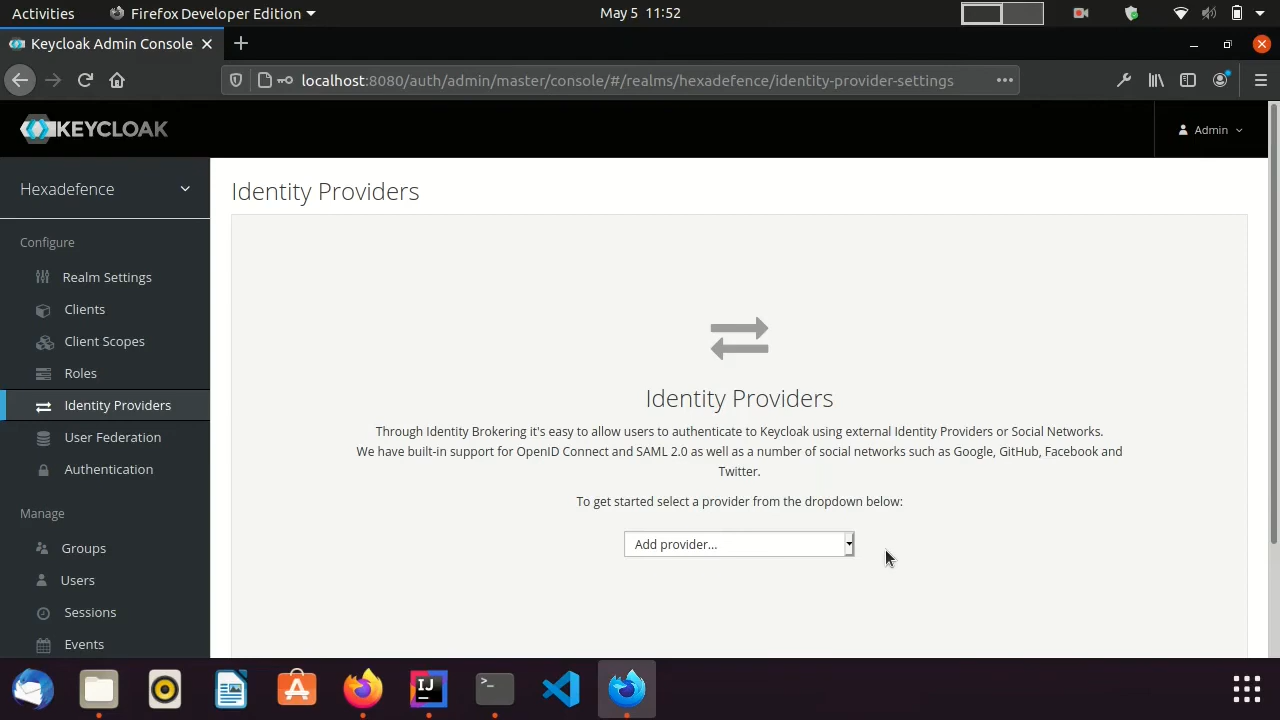 Activities
Firefox Developer Edition
May 5 11:52
Keycloak Admin Console
localhost:8080/auth/admin/master/console/#/realms/hexadefence/identity-provider-settings
KEYCLOAK
Admin
Hexadefence
Identity Providers
Configure
Realm Settings
Clients
Client Scopes
Roles
Identity Providers
User Federation
Authentication
Manage
Groups
Users
Sessions
Events
Identity Providers
Through Identity Brokering it's easy to allow users to authenticate to Keycloak using external Identity Providers or Social Networks.
We have built-in support for OpenID Connect and SAML 2.0 as well as a number of social networks such as Google, GitHub, Facebook and
Twitter.
To get started select a provider from the dropdown below:
Add provider...
IJ
>_